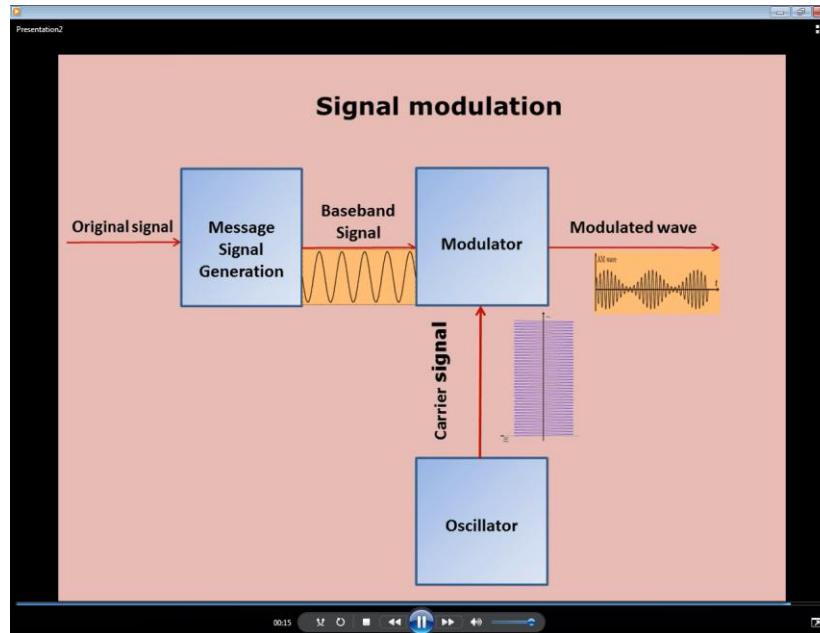 Presentation2
Signal modulation
Original signal
Message
Signal
Generation
Baseband
Signal
Modulator
Modulated wave
AM wave
t
Carrier signal
Oscillator
00:15